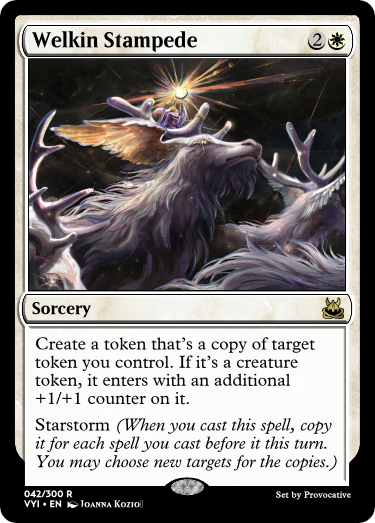 Welkin Stampede 2
Sorcery
Create a token that's a copy of target
token you control. If it's a creature
token, it enters with an additional
+1/+1 counter on it.
Starstorm (When you cast this spell, copy
it for each spell you cast before it this turn.
You may choose new targets for the copies.)
042/300 R
VYI • EN Joanna Kozio
Set by Provocative